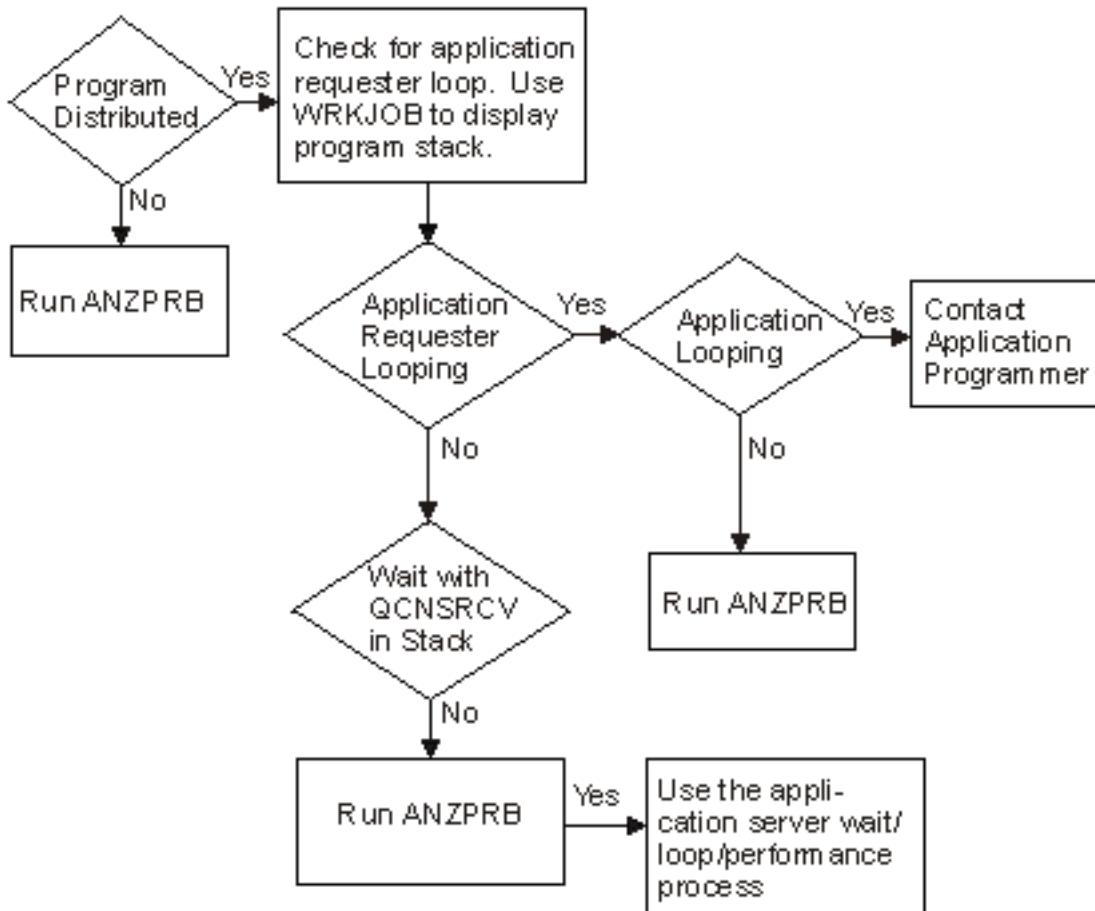 Program
Distributed
Yes
Check for application
requester loop. Use
WRKJOB to display
program stack.
No
Run ANZPRB
Application
Requester
Looping
Yes
Application
Looping
Yes
Contact
Application
Programmer
No
No
Run ANZPRB
Wait with
QCNSRCV
in Stack
No
Run ANZPRB
Yes
Use the appli-
cation server wait/
loop/performance
process